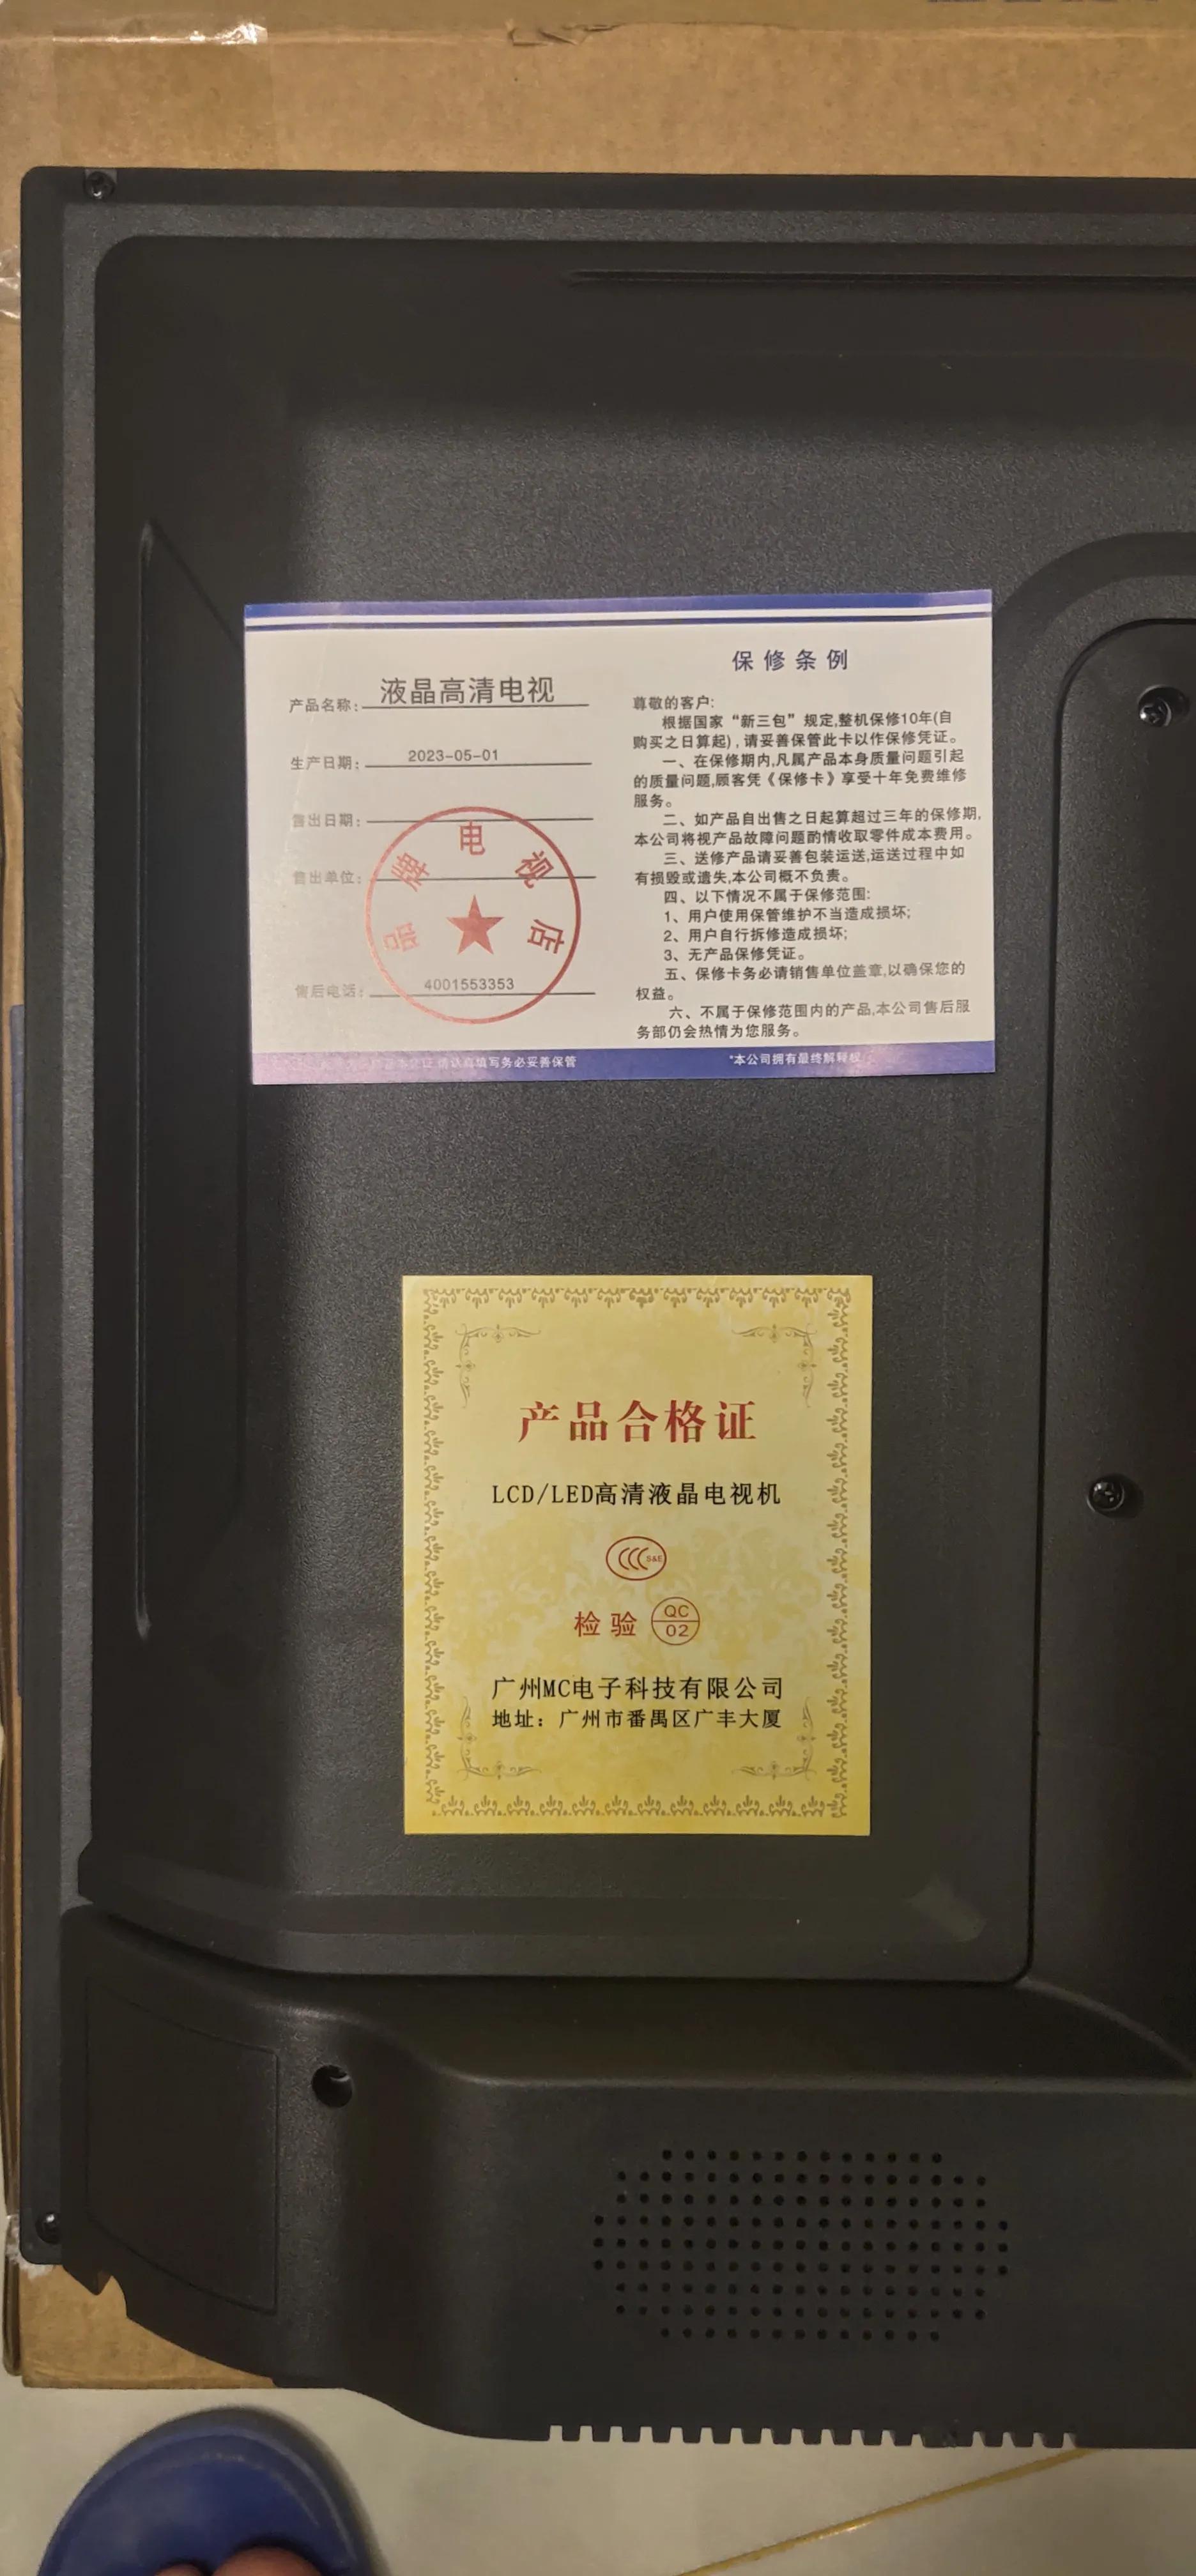 产品名称: 液晶高清电视
生产日期: 2023-05-01
售出日期:
售出单位:
品牌电视店
售后电话: 4001553353
请认真填写务必妥善保管
保修条例
尊敬的客户:
根据国家“新三包”规定,整机保修10年(自
购买之日算起),请妥善保管此卡以作保修凭证。
一、在保修期内,凡属产品本身质量问题引起
的质量问题,顾客凭《保修卡》享受十年免费维修
服务。
二、如产品自出售之日起算超过三年的保修期,
本公司将视产品故障问题酌情收取零件成本费用。
三、送修产品请妥善包装运送,运送过程中如
有损毁或遗失,本公司概不负责。
四、以下情况不属于保修范围:
1、用户使用保管维护不当造成损坏;
2、用户自行拆修造成损坏;
3、无产品保修凭证。
五、保修卡务必请销售单位盖章,以确保您的
权益。
六、不属于保修范围内的产品,本公司售后服
务部仍会热情为您服务。
*本公司拥有最终解释权
产品合格证
LCD/LED高清液晶电视机
CCC S&E
检验 QC 02
广州MC电子科技有限公司
地址：广州市番禺区广丰大厦